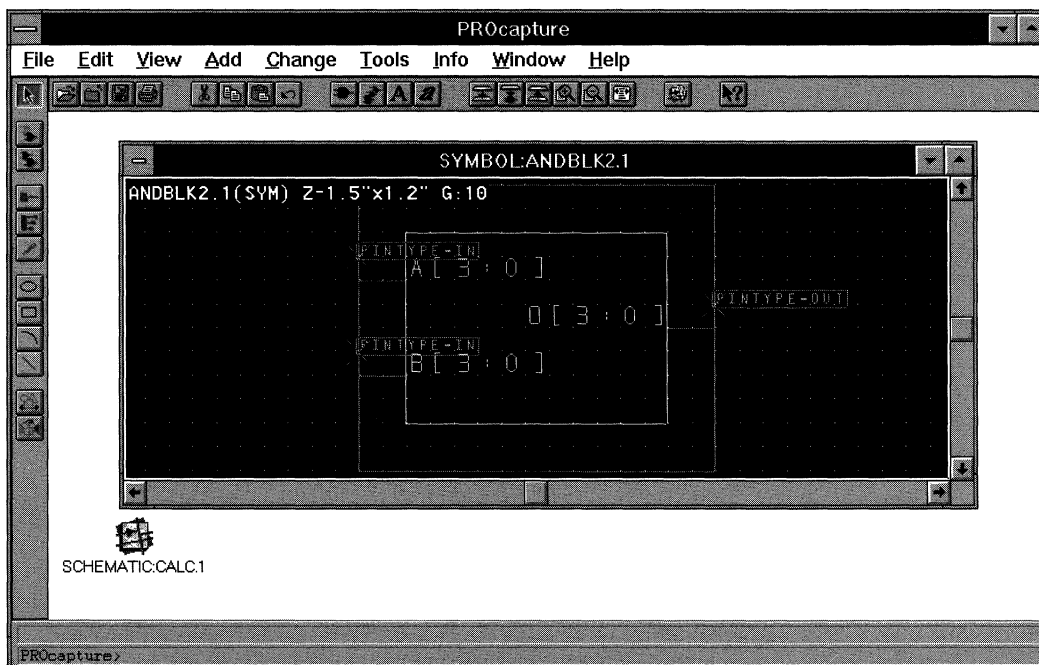 PROcapture
File Edit View Add Change Tools Info Window Help
SYMBOL:ANDBLK2.1
ANDBLK2.1(SYM) Z-1.5"x1.2" G:10
PINTYPE-IN
A[3:0]
PINTYPE-OUT
O[3:0]
PINTYPE-IN
B[3:0]
SCHEMATIC:CALC.1
PROcapture>